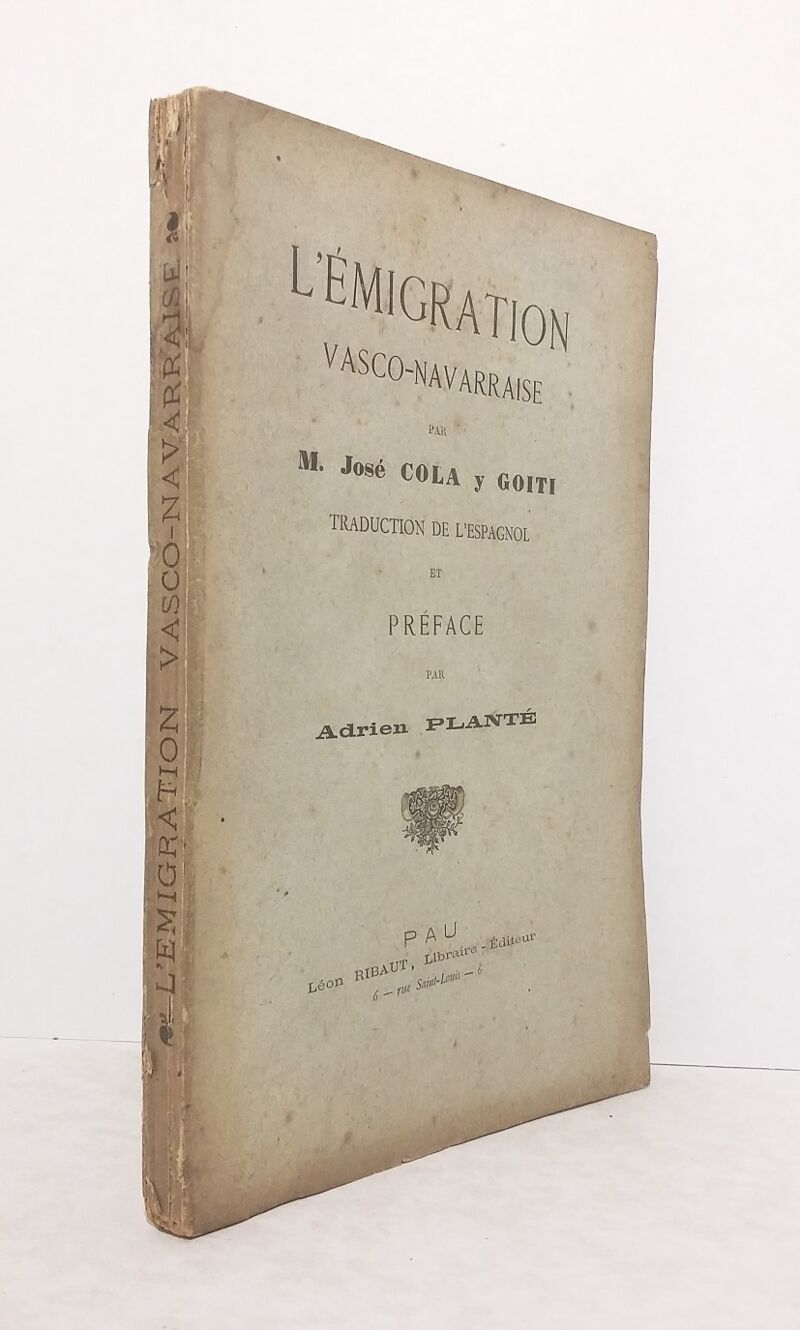 L'ÉMIGRATION VASCO-NAVARRAISE
L'ÉMIGRATION
VASCO-NAVARRAISE
PAR
M. José COLA y GOITI
TRADUCTION DE L'ESPAGNOL
ET
PRÉFACE
PAR
Adrien PLANTÉ
PAU
Léon RIBAUT, Libraire-Éditeur
6 — rue Saint-Louis — 6